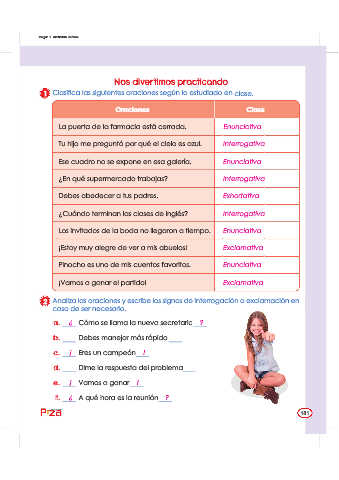 Nos divertimos practicando
1 Clasifica las siguientes oraciones según lo estudiado en clase.
Oraciones Clase
La puerta de la farmacia está cerrada. Enunciativa
Tu hijo me preguntó por qué el cielo es azul. Interrogativa
Ese cuadro no se expone en esa galería. Enunciativa
¿En qué supermercado trabajas? Interrogativa
Debes obedecer a tus padres. Exhortativa
¿Cuándo terminan las clases de inglés? Interrogativa
Los invitados de la boda no llegaron a tiempo. Enunciativa
¡Estoy muy alegre de ver a mis abuelos! Exclamativa
Pinocho es uno de mis cuentos favoritos. Enunciativa
¡Vamos a ganar el partido! Exclamativa
2 Analiza las oraciones y escribe los signos de interrogación o exclamación en
caso de ser necesario.
a. ¿ Cómo se llama la nueva secretaria ?
b. ___ Debes manejar más rápido ___
c. ¡ Eres un campeón !
d. ___ Dime la respuesta del problema ___
e. ¡ Vamos a ganar !
f. ¿ A qué hora es la reunión ?
181